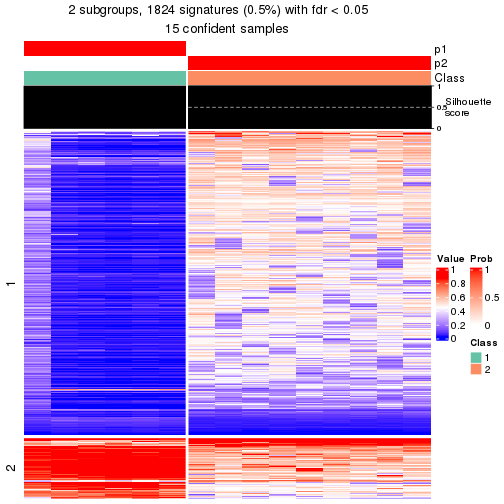 2 subgroups, 1824 signatures (0.5%) with fdr < 0.05
15 confident samples
p1
p2
Class
1
0.5
0
Silhouette
score
1
2
Value
1
0.8
0.6
0.4
0.2
0
Prob
1
0.5
0
Class
1
2